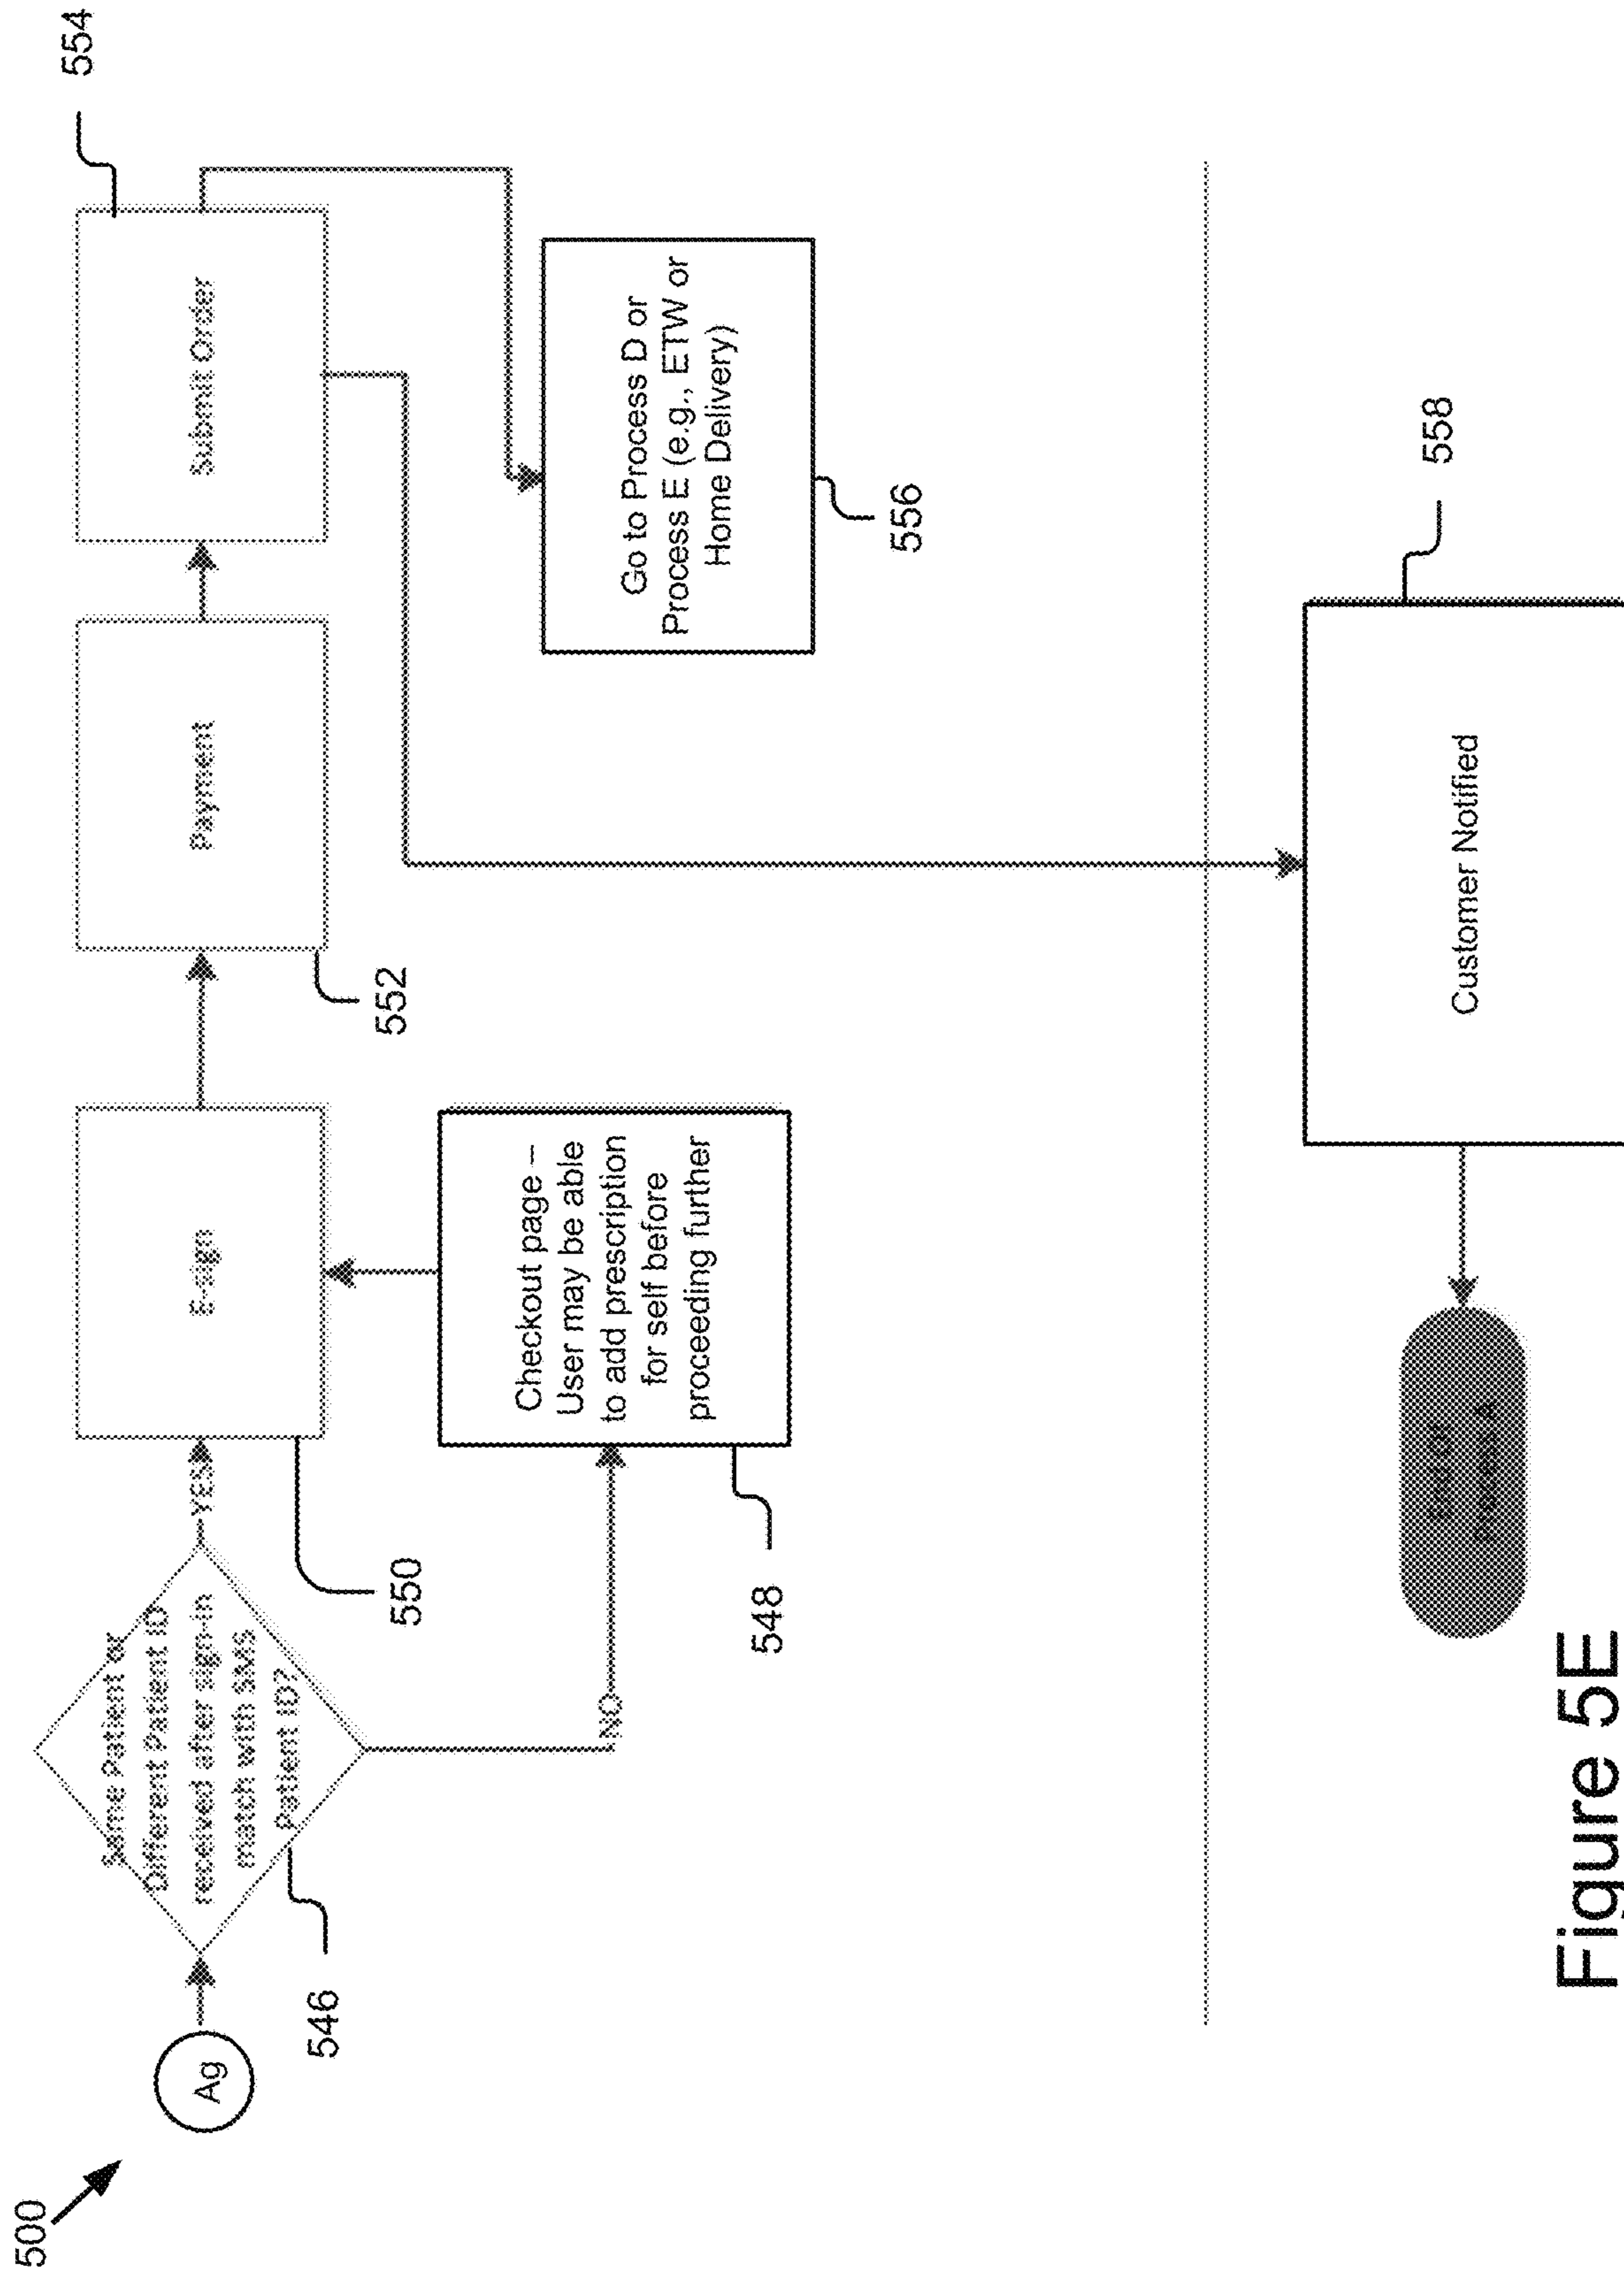 500
Ag
546
Same Patient or
Different Patient ID
received after sign-in
match with SMS
Patient ID?
YES
NO
550
E-sign
548
Checkout page –
User may be able
to add prescription
for self before
proceeding further
552
Payment
554
Submit Order
556
Go to Process D or
Process E (e.g., ETW or
Home Delivery)
558
Customer Notified
End of
Process A
Figure 5E